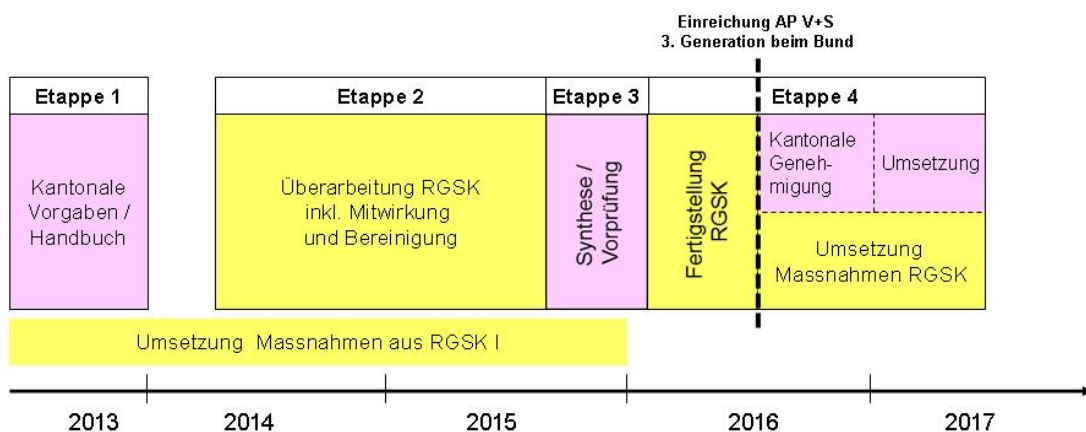 Einreichung AP V+S
3. Generation beim Bund
Etappe 1
Etappe 2
Etappe 3
Etappe 4
Kantonale
Vorgaben /
Handbuch
Überarbeitung RGSK
inkl. Mitwirkung
und Bereinigung
Synthese /
Vorprüfung
Fertigstellung
RGSK
Kantonale
Geneh-
migung
Umsetzung
Umsetzung
Massnahmen RGSK
Umsetzung Massnahmen aus RGSK I
2013
2014
2015
2016
2017